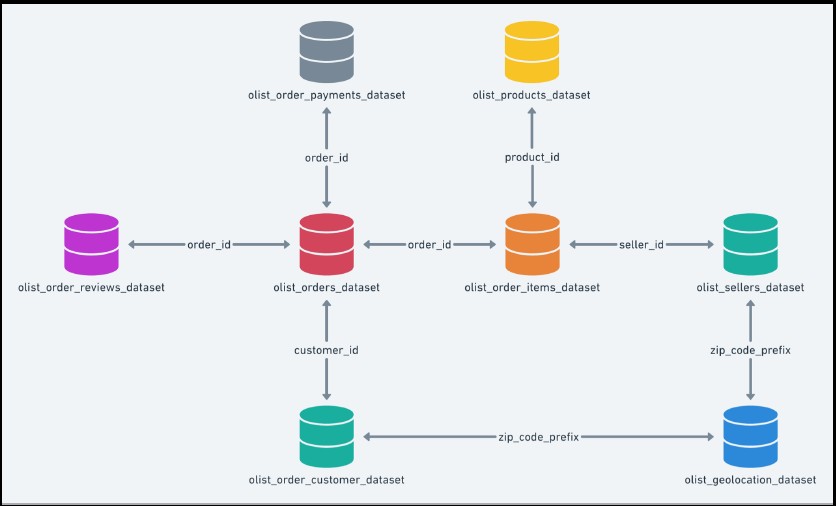 olist_order_payments_dataset
olist_products_dataset
order_id
product_id
order_id
order_id
seller_id
olist_order_reviews_dataset
olist_orders_dataset
olist_order_items_dataset
olist_sellers_dataset
customer_id
zip_code_prefix
zip_code_prefix
olist_order_customer_dataset
olist_geolocation_dataset